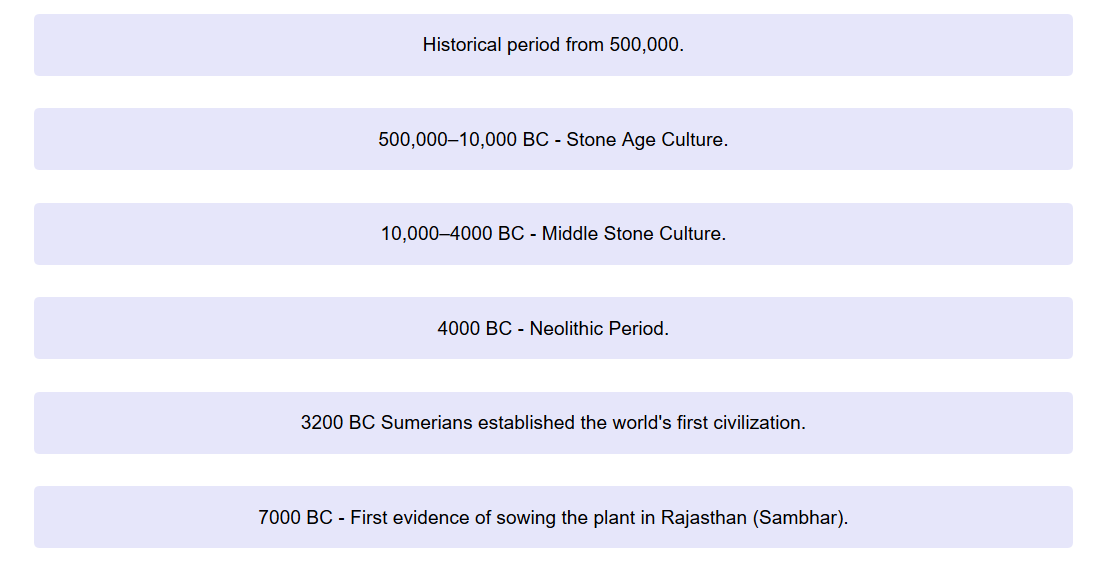 Historical period from 500,000.
500,000–10,000 BC - Stone Age Culture.
10,000–4000 BC - Middle Stone Culture.
4000 BC - Neolithic Period.
3200 BC Sumerians established the world's first civilization.
7000 BC - First evidence of sowing the plant in Rajasthan (Sambhar).